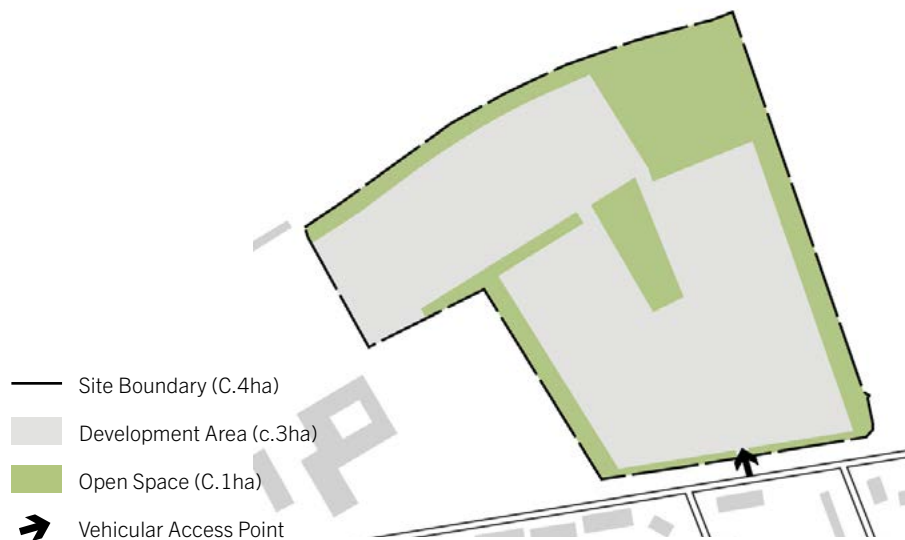 Site Boundary (C.4ha)
Development Area (c.3ha)
Open Space (C.1ha)
Vehicular Access Point